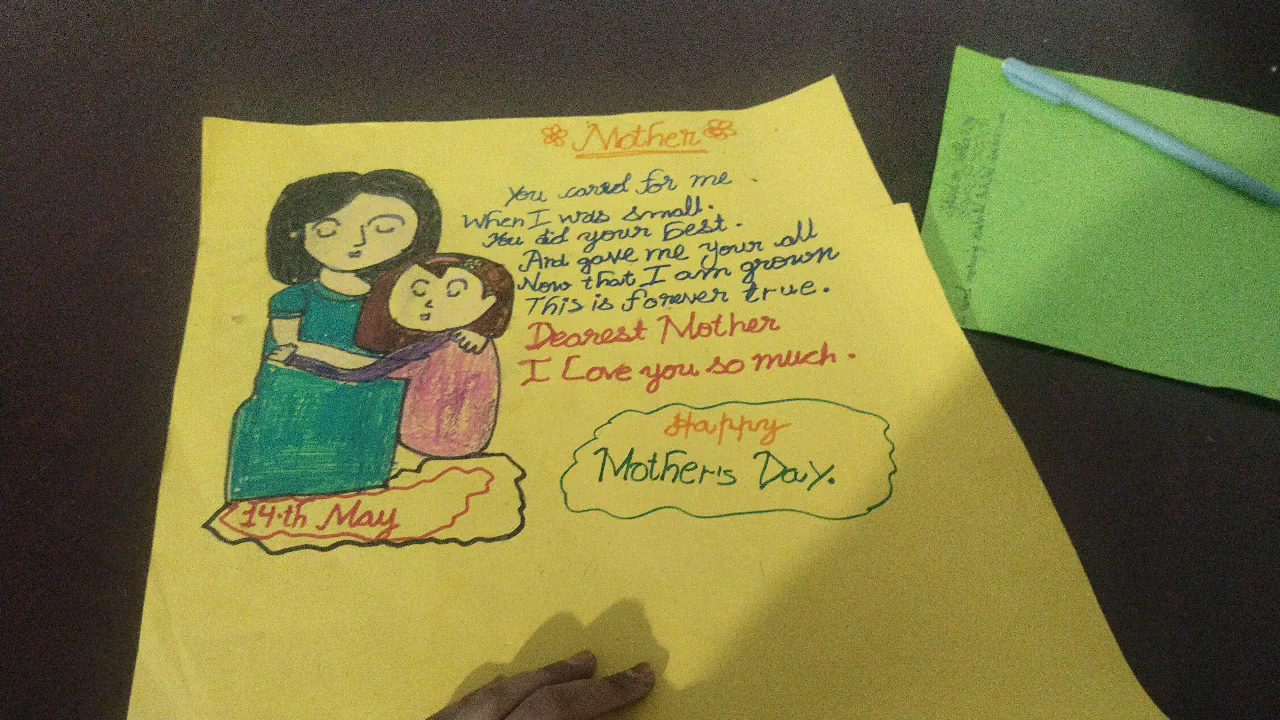 Mother
You cared for me
When I was small.
You did your best.
And gave me your all
Now that I am grown
This is forever true.
Dearest Mother
I Love you so much.
Happy
Mother's Day.
14th May